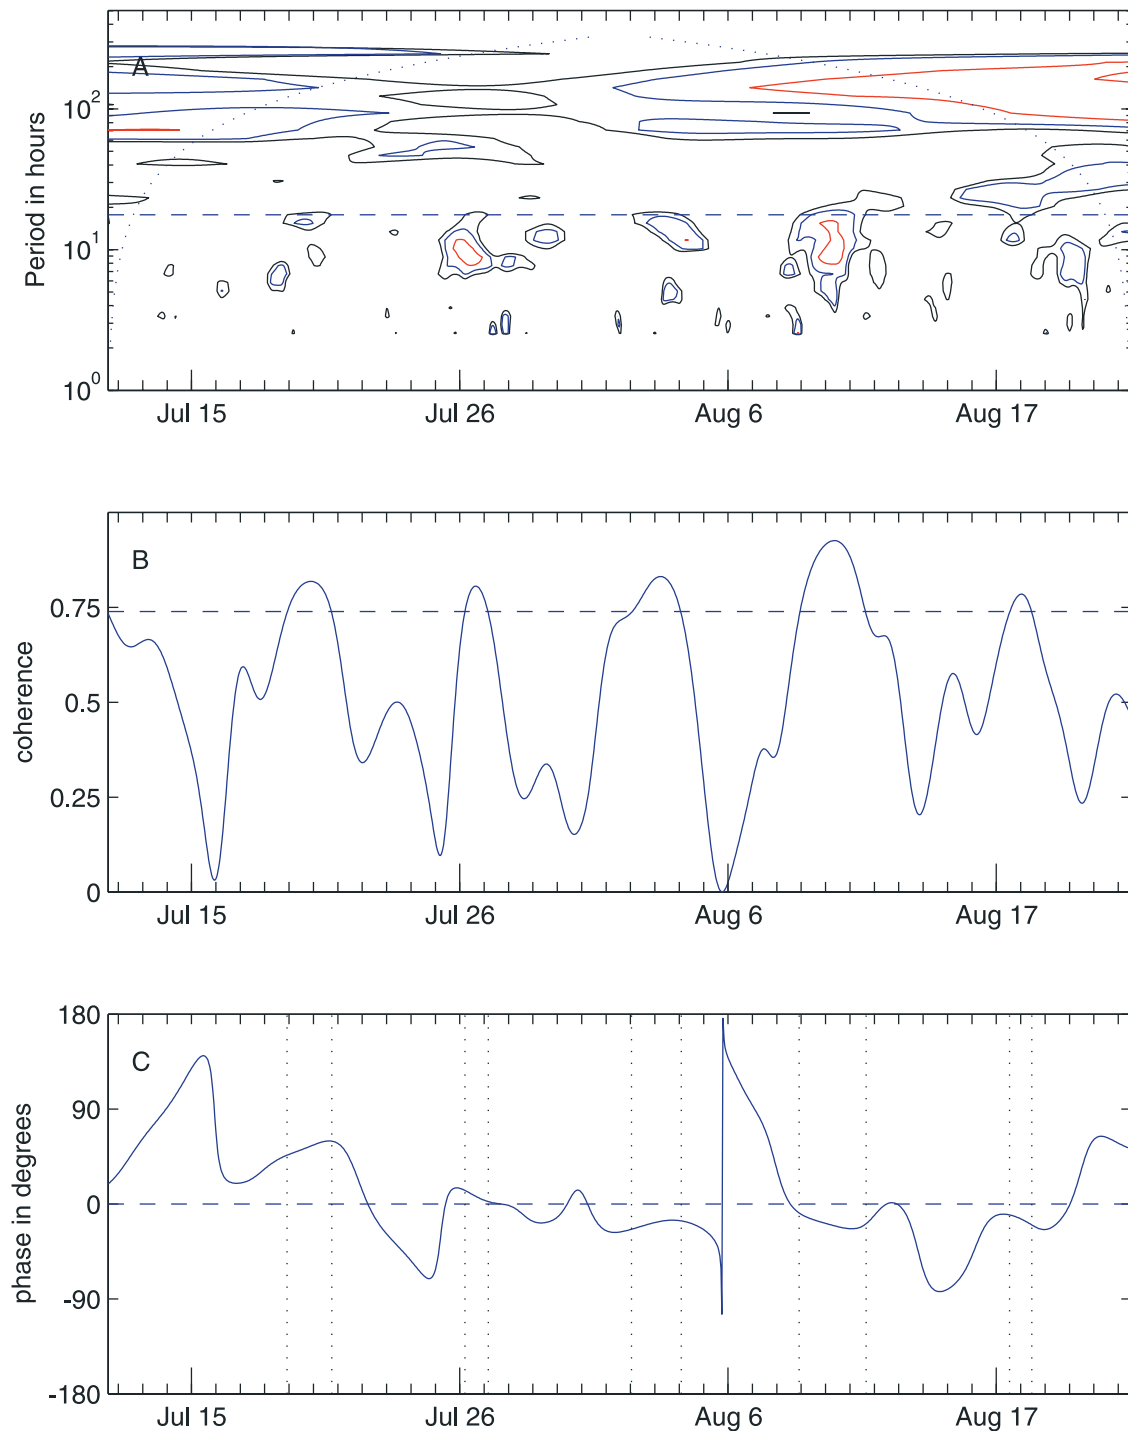 A
10²
10¹
10⁰
Period in hours
Jul 15 Jul 26 Aug 6 Aug 17
B
0.75
0.5
0.25
0
coherence
Jul 15 Jul 26 Aug 6 Aug 17
180
C
90
0
-90
-180
phase in degrees
Jul 15 Jul 26 Aug 6 Aug 17